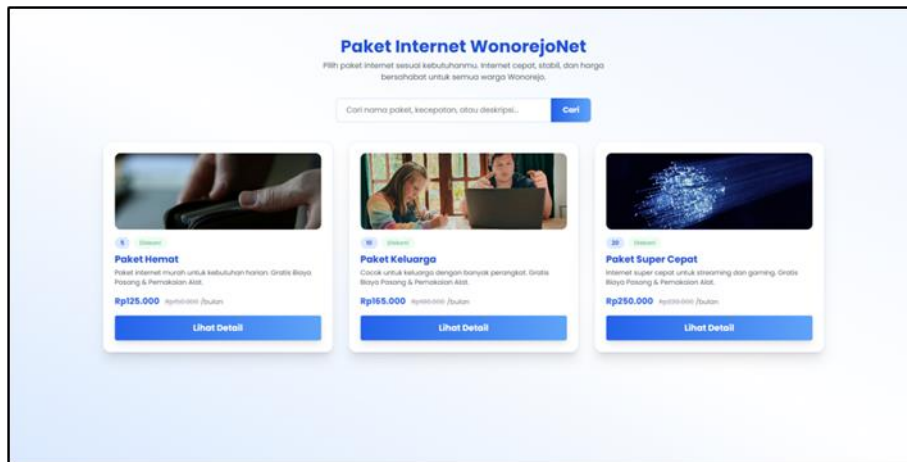 Paket Internet WonorejoNet
Pilih paket internet sesuai kebutuhanmu. Internet cepat, stabil, dan harga
bersahabat untuk semua warga Wonorejo.
Cari nama paket, kecepatan, atau deskripsi...
Cari
5 Diskon!
Paket Hemat
Paket internet murah untuk kebutuhan harian. Gratis Biaya
Pasang & Pemakaian Alat.
Rp125.000 /bulan
Lihat Detail
10 Diskon!
Paket Keluarga
Cocok untuk keluarga dengan banyak perangkat. Gratis
Biaya Pasang & Pemakaian Alat.
Rp165.000 /bulan
Lihat Detail
20 Diskon!
Paket Super Cepat
Internet super cepat untuk streaming dan gaming. Gratis
Biaya Pasang & Pemakaian Alat.
Rp250.000 /bulan
Lihat Detail